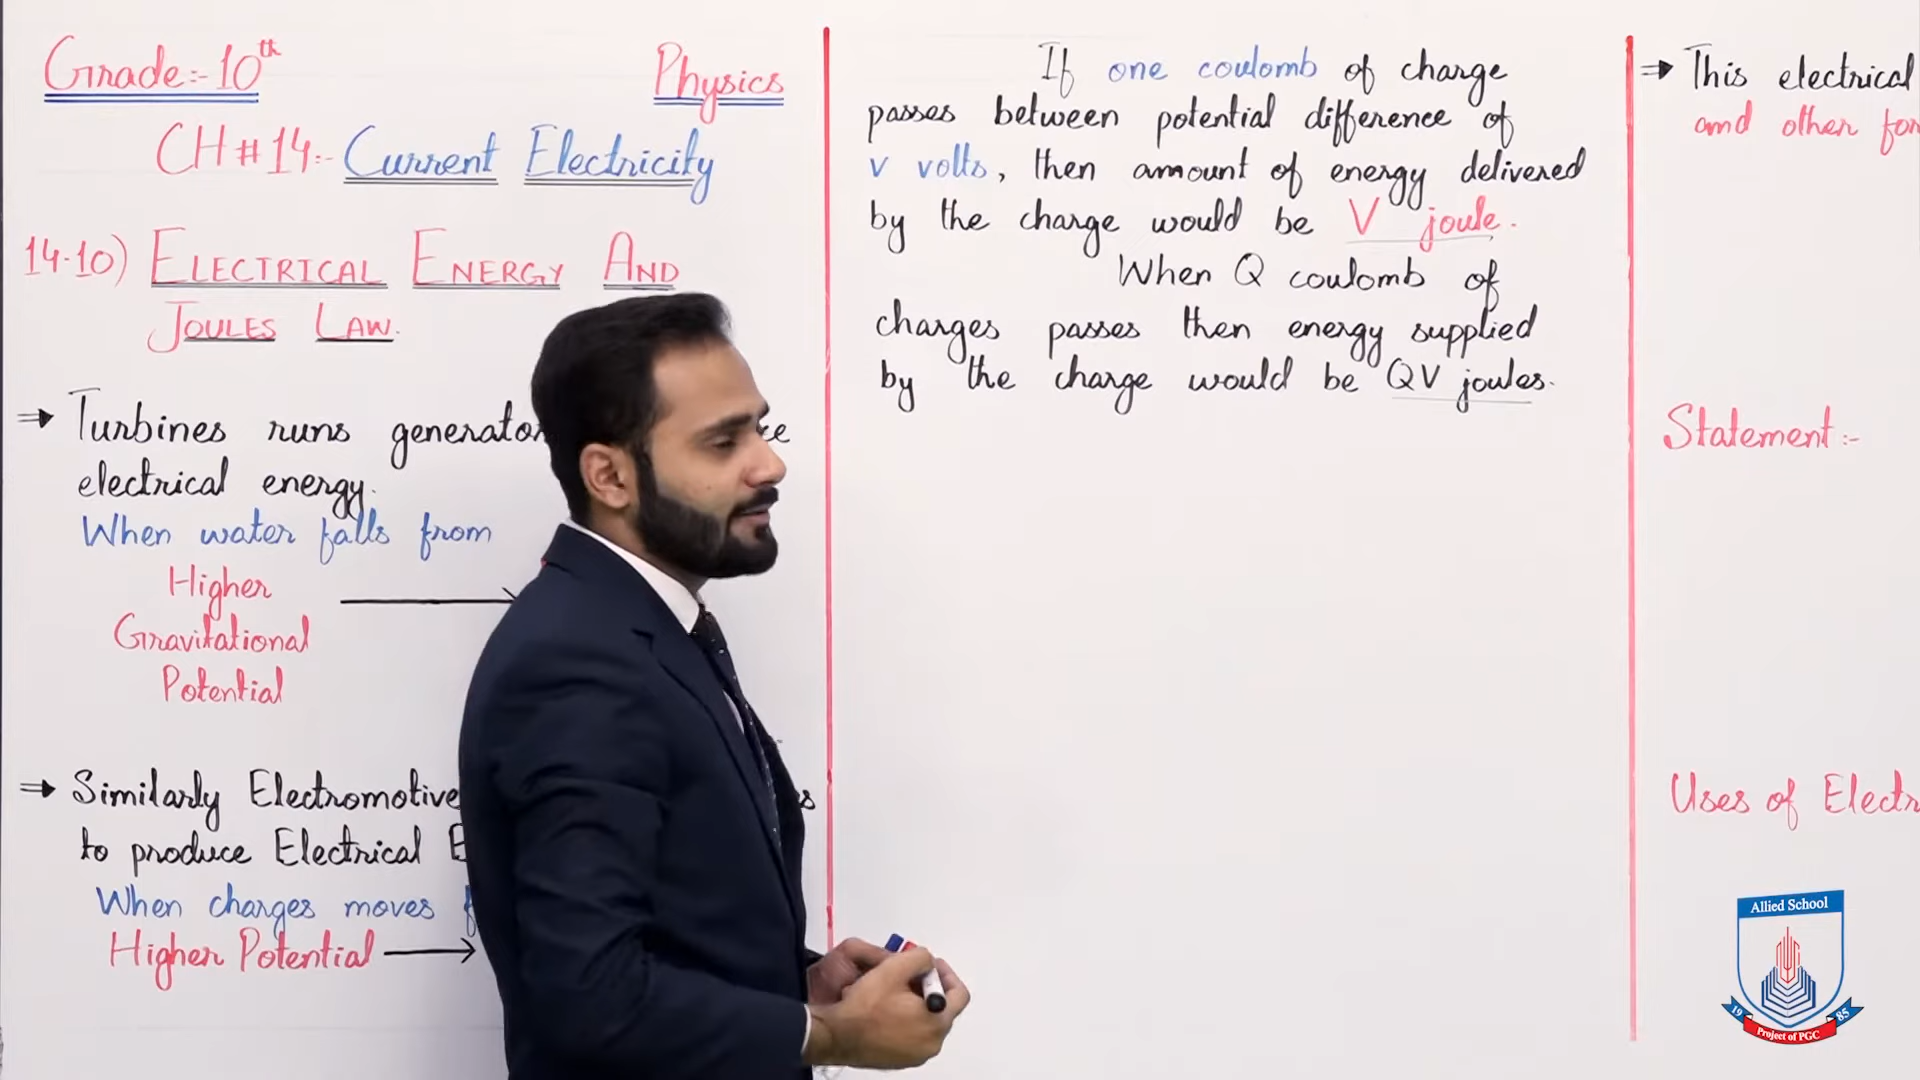 Grade:- 10th
Physics
CH#14:- Current Electricity
14.10) ELECTRICAL ENERGY AND
JOULES LAW.
⇒ Turbines runs
electrical energy.
When water falls from
Higher
Gravitational
Potential
⇒ Similarly Electromotive
to produce Electrical
When charges moves
Higher Potential →
If one coulomb of charge
passes between potential difference of
v volts, then amount of energy delivered
by the charge would be V joule.
When Q coulomb of
charges passes then energy supplied
by the charge would be QV joules.
⇒ This electrical
and other
Statement:-
Uses of
Allied School
1985
Project of PGC